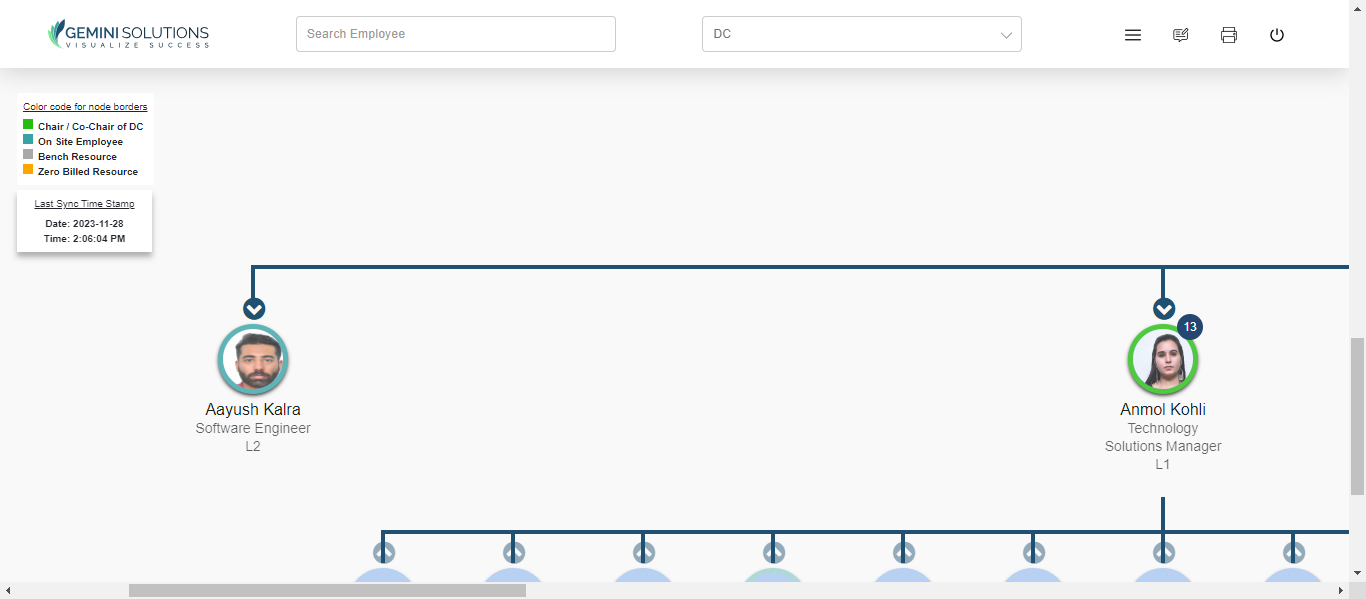 GEMINI SOLUTIONS
VISUALIZE SUCCESS
Search Employee
DC
Color code for node borders
Chair / Co-Chair of DC
On Site Employee
Bench Resource
Zero Billed Resource
Last Sync Time Stamp
Date: 2023-11-28
Time: 2:06:04 PM
13
Aayush Kalra
Software Engineer
L2
Anmol Kohli
Technology
Solutions Manager
L1